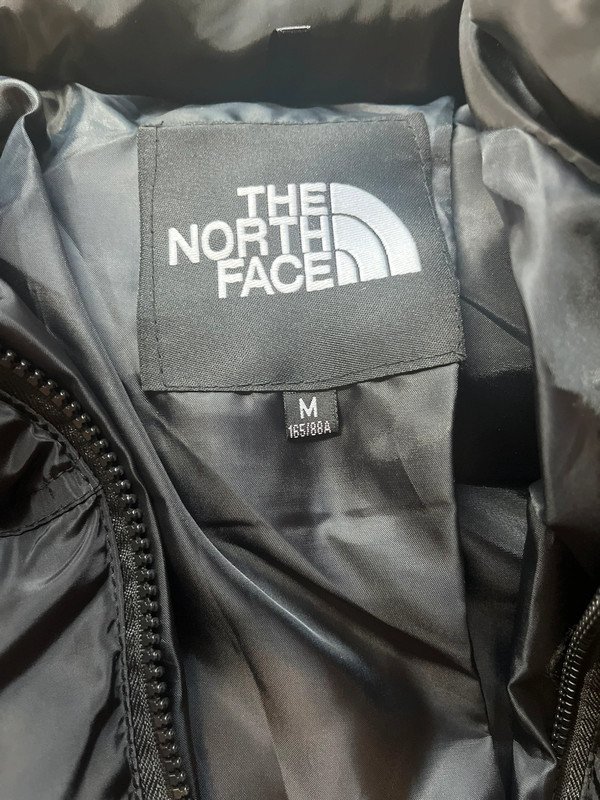 THE
NORTH
FACE
M
165/88A